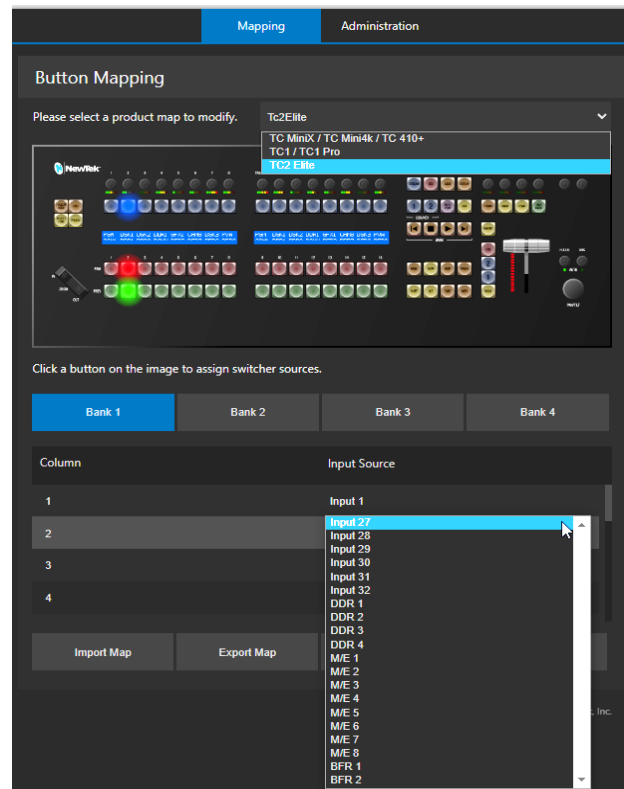 Mapping Administration
Button Mapping
Please select a product map to modify. Tc2Elite
TC MiniX / TC Mini4k / TC 410+
TC1 / TC1 Pro
TC2 Elite
NewTek
Click a button on the image to assign switcher sources.
Bank 1 Bank 2 Bank 3 Bank 4
Column Input Source
1 Input 1
2
3
4
Input 27
Input 28
Input 29
Input 30
Input 31
Input 32
DDR 1
DDR 2
DDR 3
DDR 4
M/E 1
M/E 2
M/E 3
M/E 4
M/E 5
M/E 6
M/E 7
M/E 8
BFR 1
BFR 2
Import Map Export Map
Inc.